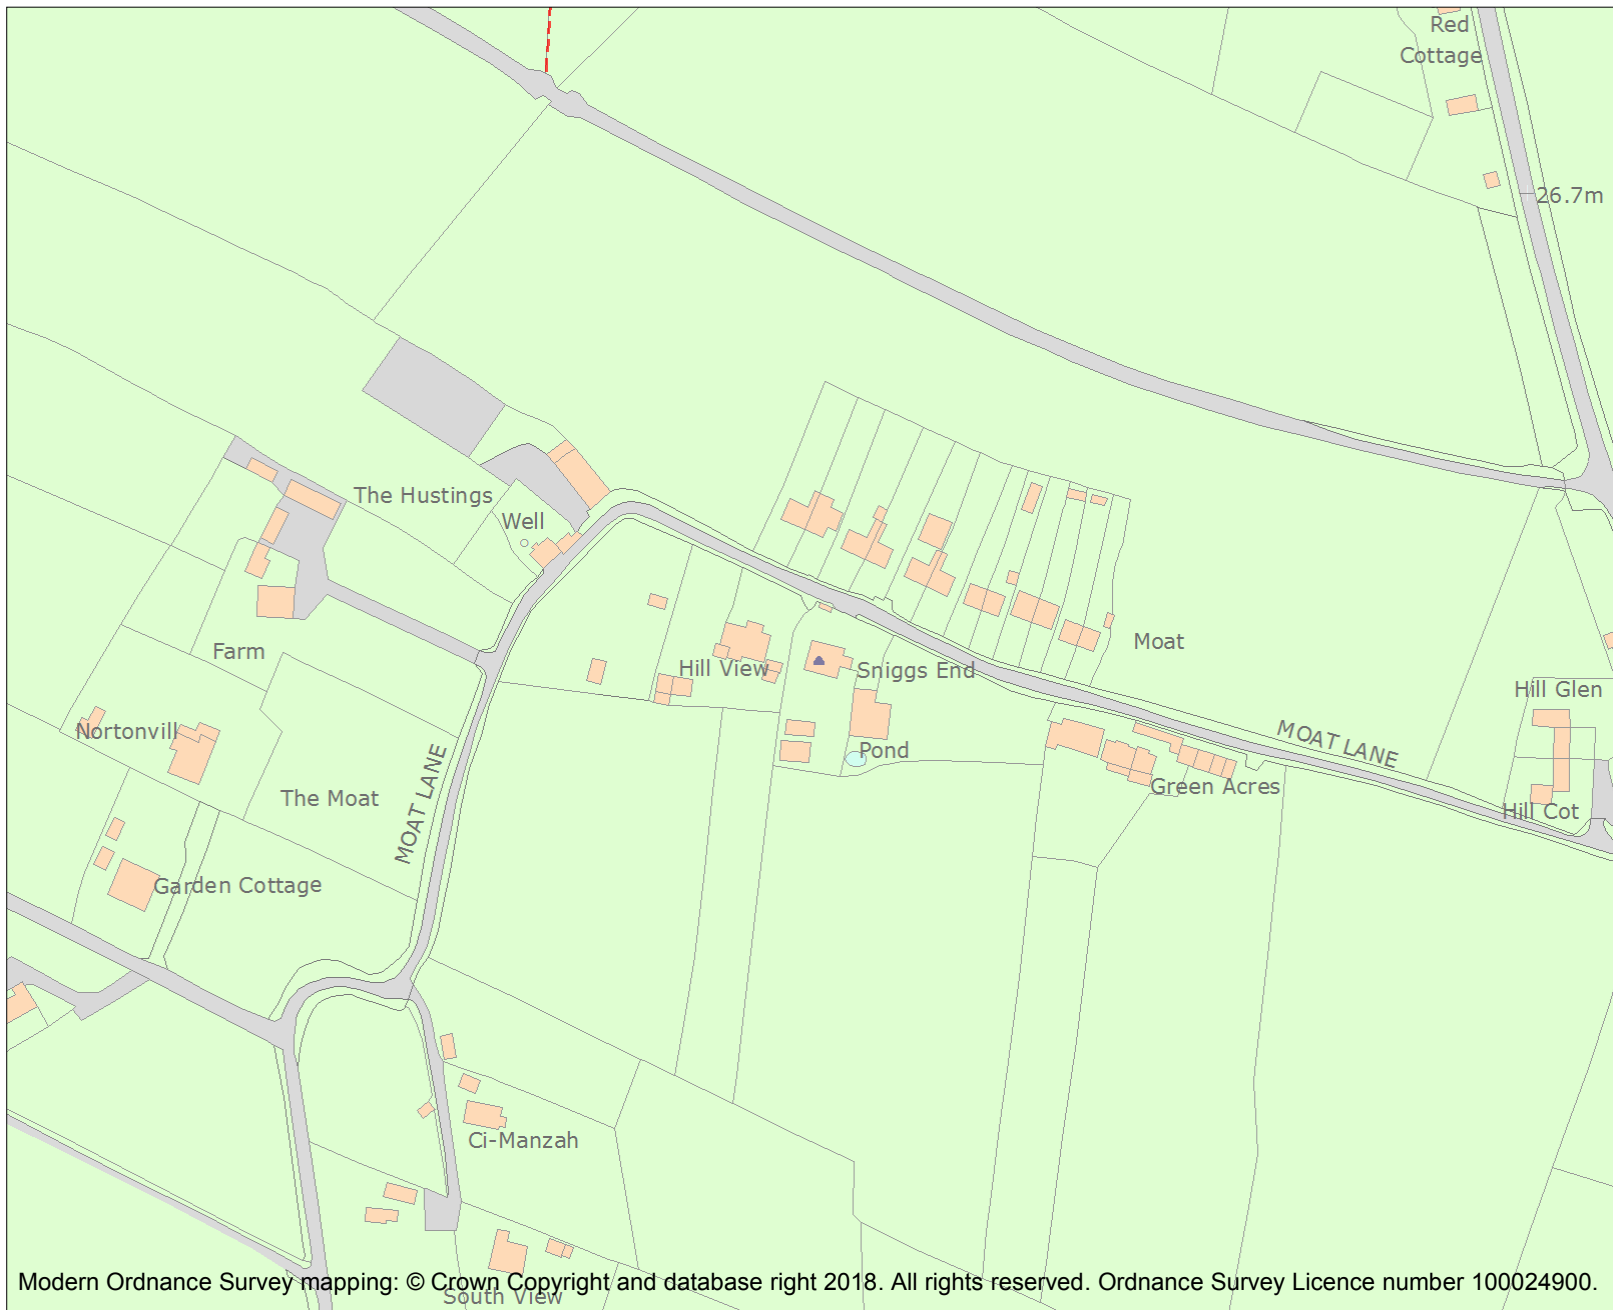 Red
Cottage
26.7m
The Hustings
Well
Farm
Hill View
Sniggs End
Moat
Hill Glen
Nortonvill
Pond
MOAT LANE
The Moat
MOAT LANE
Green Acres
Hill Cot
Garden Cottage
Ci-Manzah
Modern Ordnance Survey mapping: © Crown Copyright and database right 2018. All rights reserved. Ordnance Survey Licence number 100024900.
South View